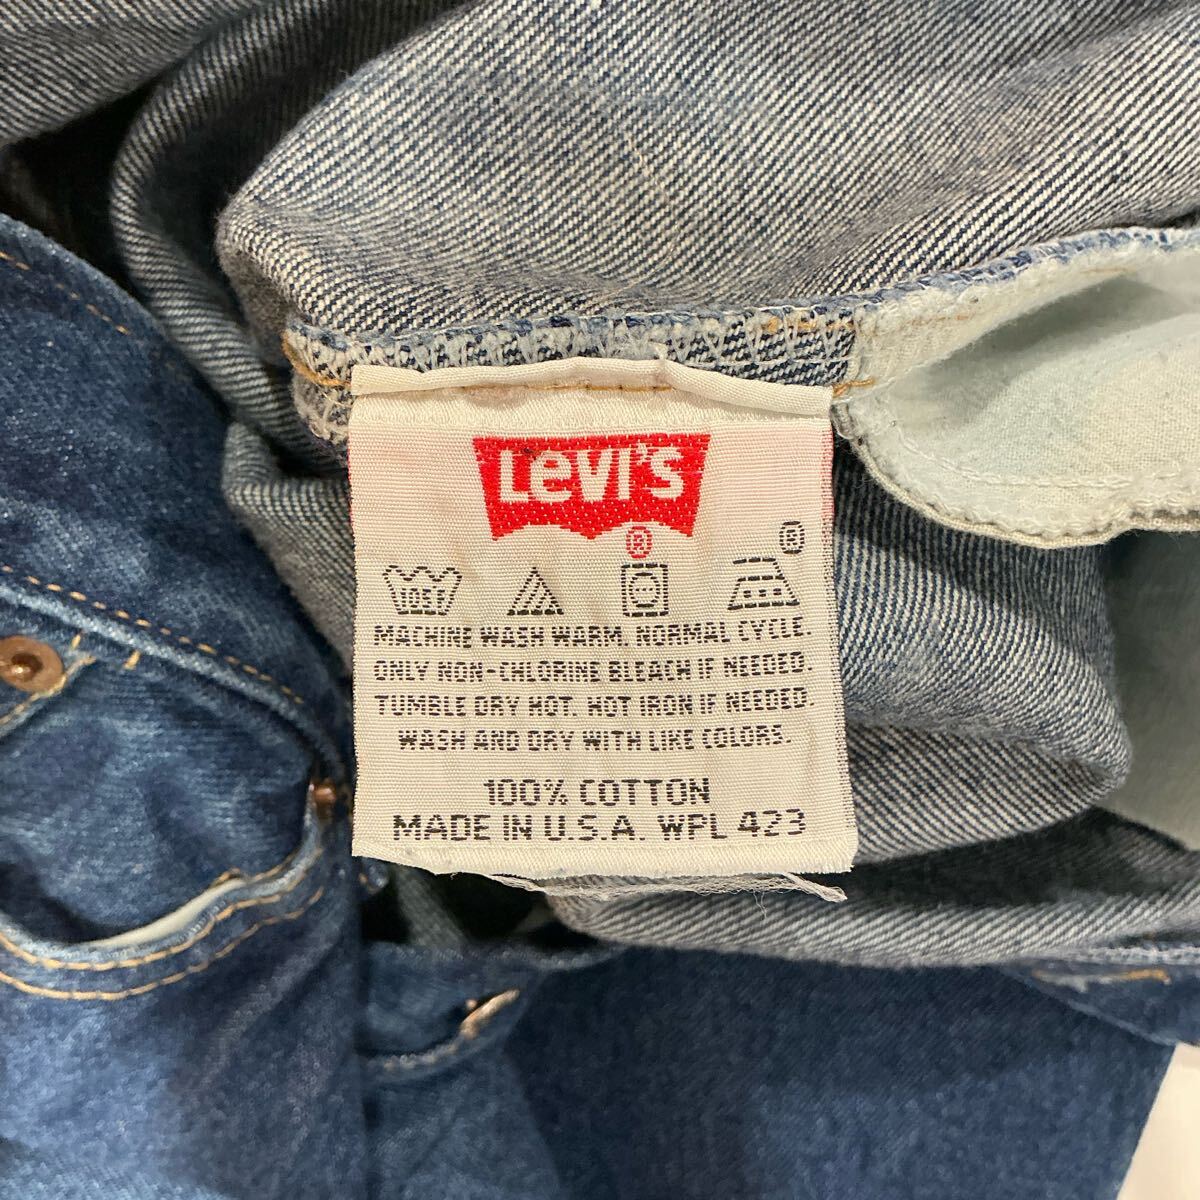 Levi's
®
®
105F
MACHINE WASH WARM, NORMAL CYCLE.
ONLY NON-CHLORINE BLEACH IF NEEDED.
TUMBLE DRY HOT. HOT IRON IF NEEDED.
WASH AND DRY WITH LIKE COLORS.
100% COTTON
MADE IN U.S.A. WPL 423